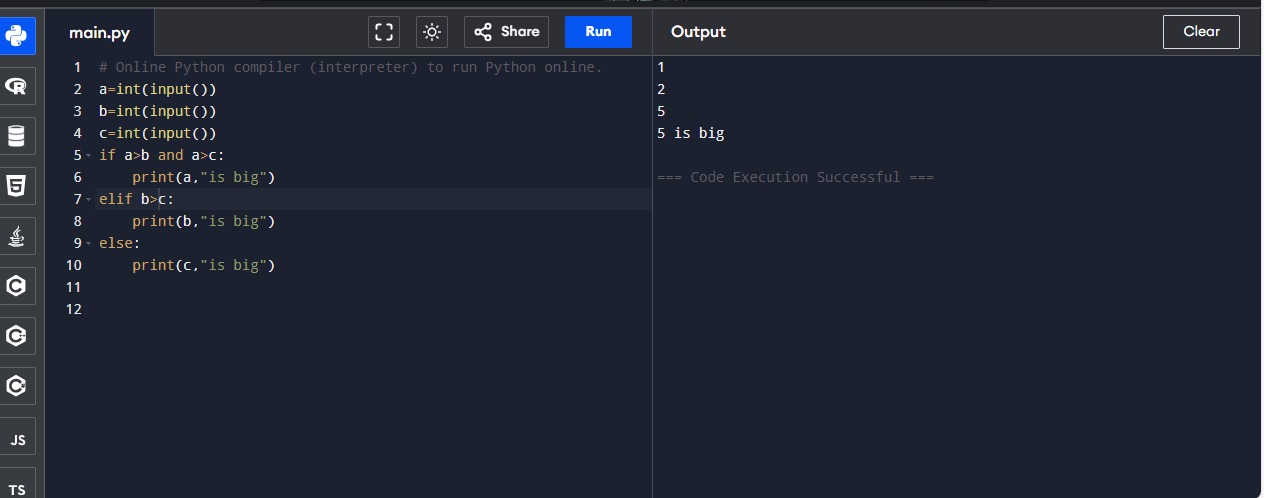 main.py
Share
Run
Output
Clear
1 # Online Python compiler (interpreter) to run Python online.
2 a=int(input())
3 b=int(input())
4 c=int(input())
5 if a>b and a>c:
6     print(a,"is big")
7 elif b>c:
8     print(b,"is big")
9 else:
10     print(c,"is big")
11
12
1
2
5
5 is big
=== Code Execution Successful ===
R
5
C
C
C
JS
TS